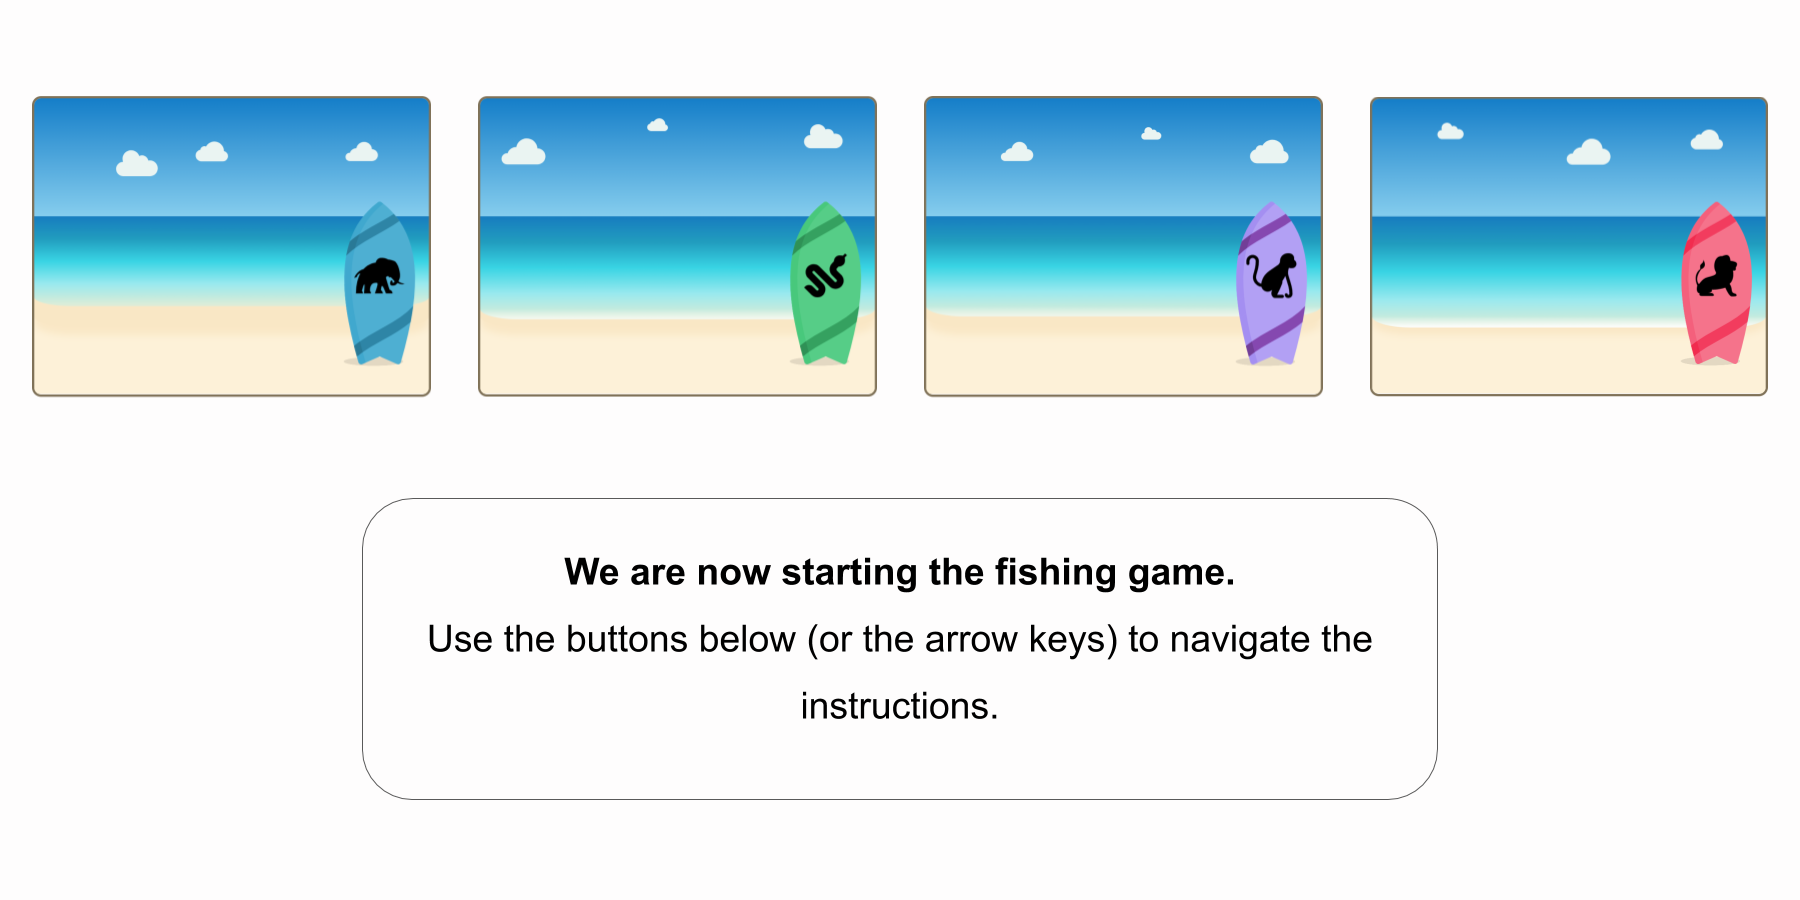 We are now starting the fishing game.
Use the buttons below (or the arrow keys) to navigate the
instructions.